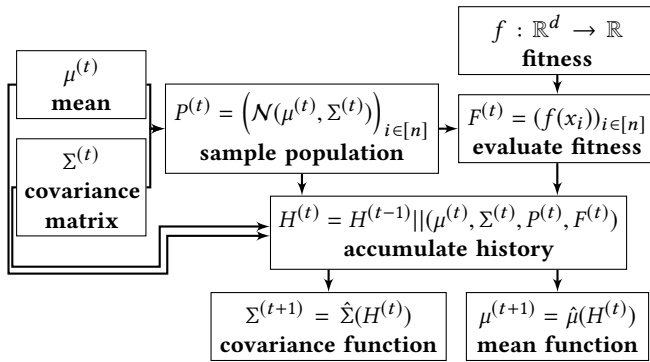 f : ℝ^d → ℝ
fitness
μ^(t)
mean
P^(t) = (𝒩(μ^(t), Σ^(t)))_{i∈[n]}
sample population
F^(t) = (f(x_i))_{i∈[n]}
evaluate fitness
Σ^(t)
covariance
matrix
H^(t) = H^(t−1)||(μ^(t), Σ^(t), P^(t), F^(t))
accumulate history
Σ^(t+1) = Σ̂(H^(t))
covariance function
μ^(t+1) = μ̂(H^(t))
mean function